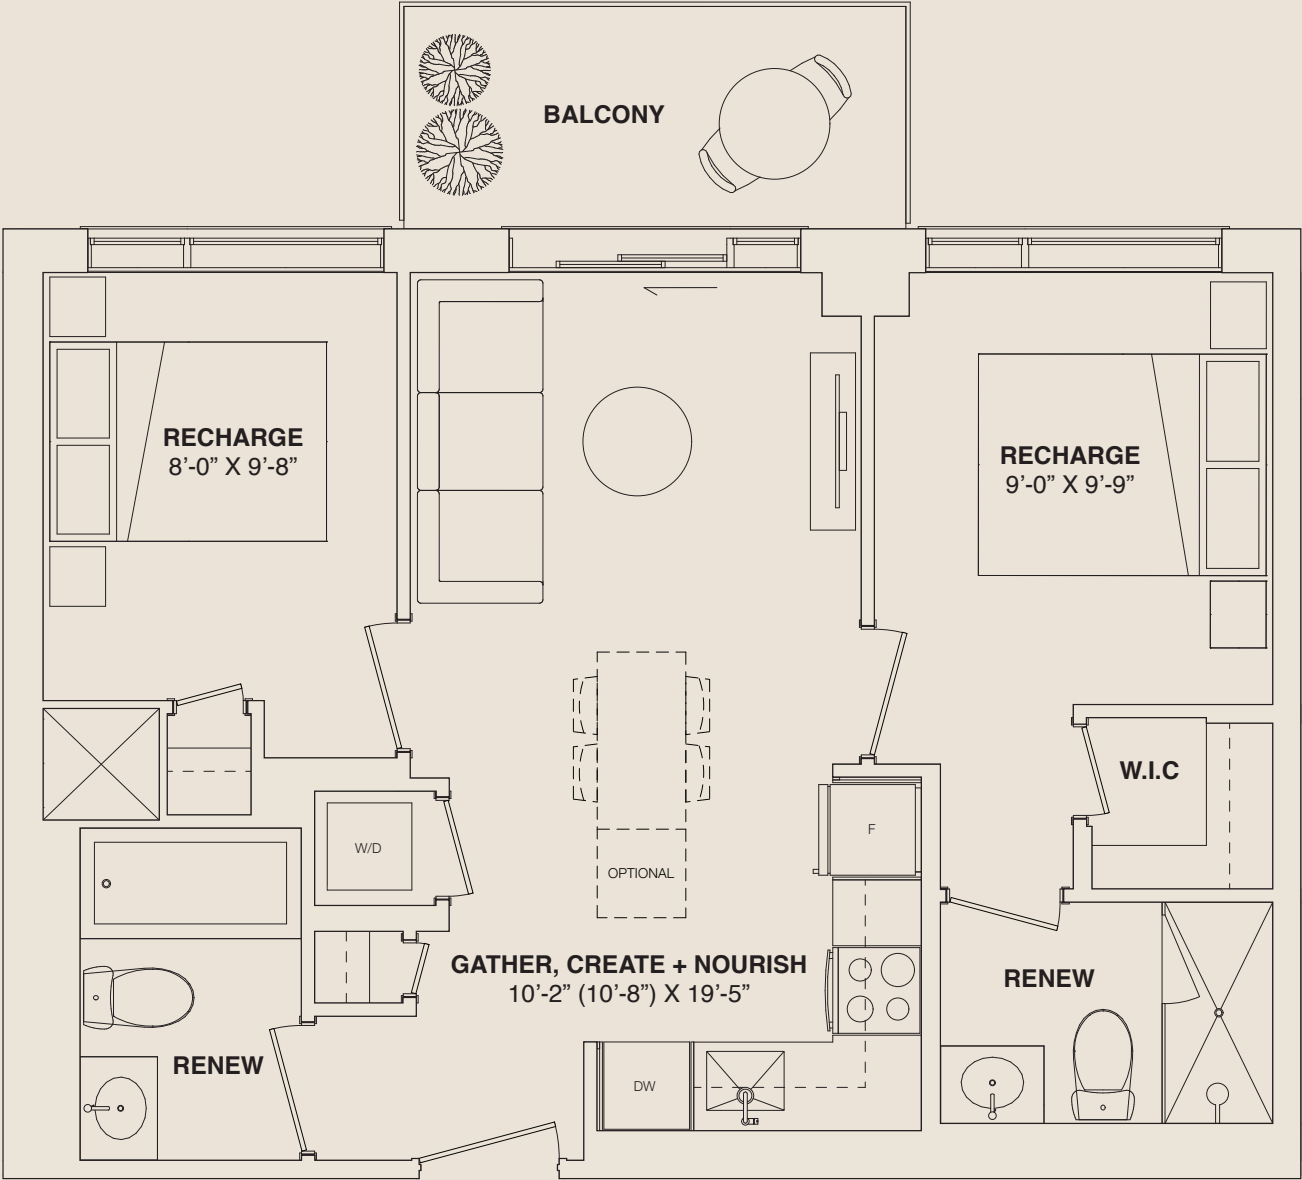 BALCONY
RECHARGE
8’-0” X 9’-8”
RECHARGE
9’-0” X 9’-9”
W.I.C
F
W/D
OPTIONAL
GATHER, CREATE + NOURISH
10’-2” (10’-8”) X 19’-5”
RENEW
RENEW
DW